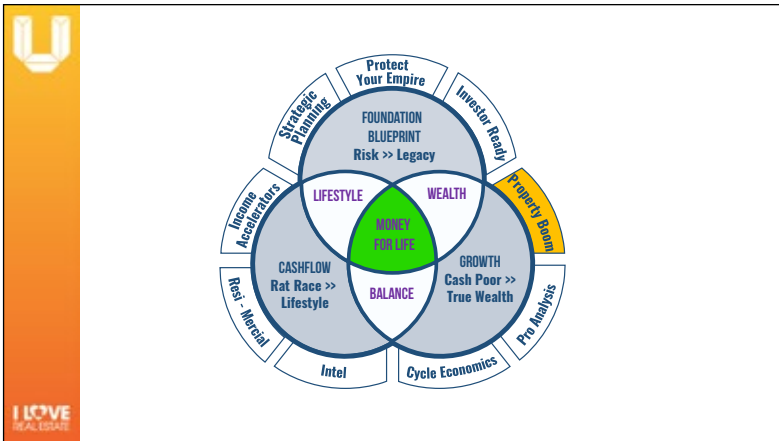 Protect
Your Empire
Strategic
Planning
Investor Ready
FOUNDATION
BLUEPRINT
Risk >> Legacy
Income
Accelerators
LIFESTYLE
WEALTH
Property Boom
MONEY
FOR LIFE
CASHFLOW
Rat Race >>
Lifestyle
GROWTH
Cash Poor >>
True Wealth
BALANCE
Resi - Mercial
Pro Analysis
Intel
Cycle Economics
I LOVE
REAL ESTATE